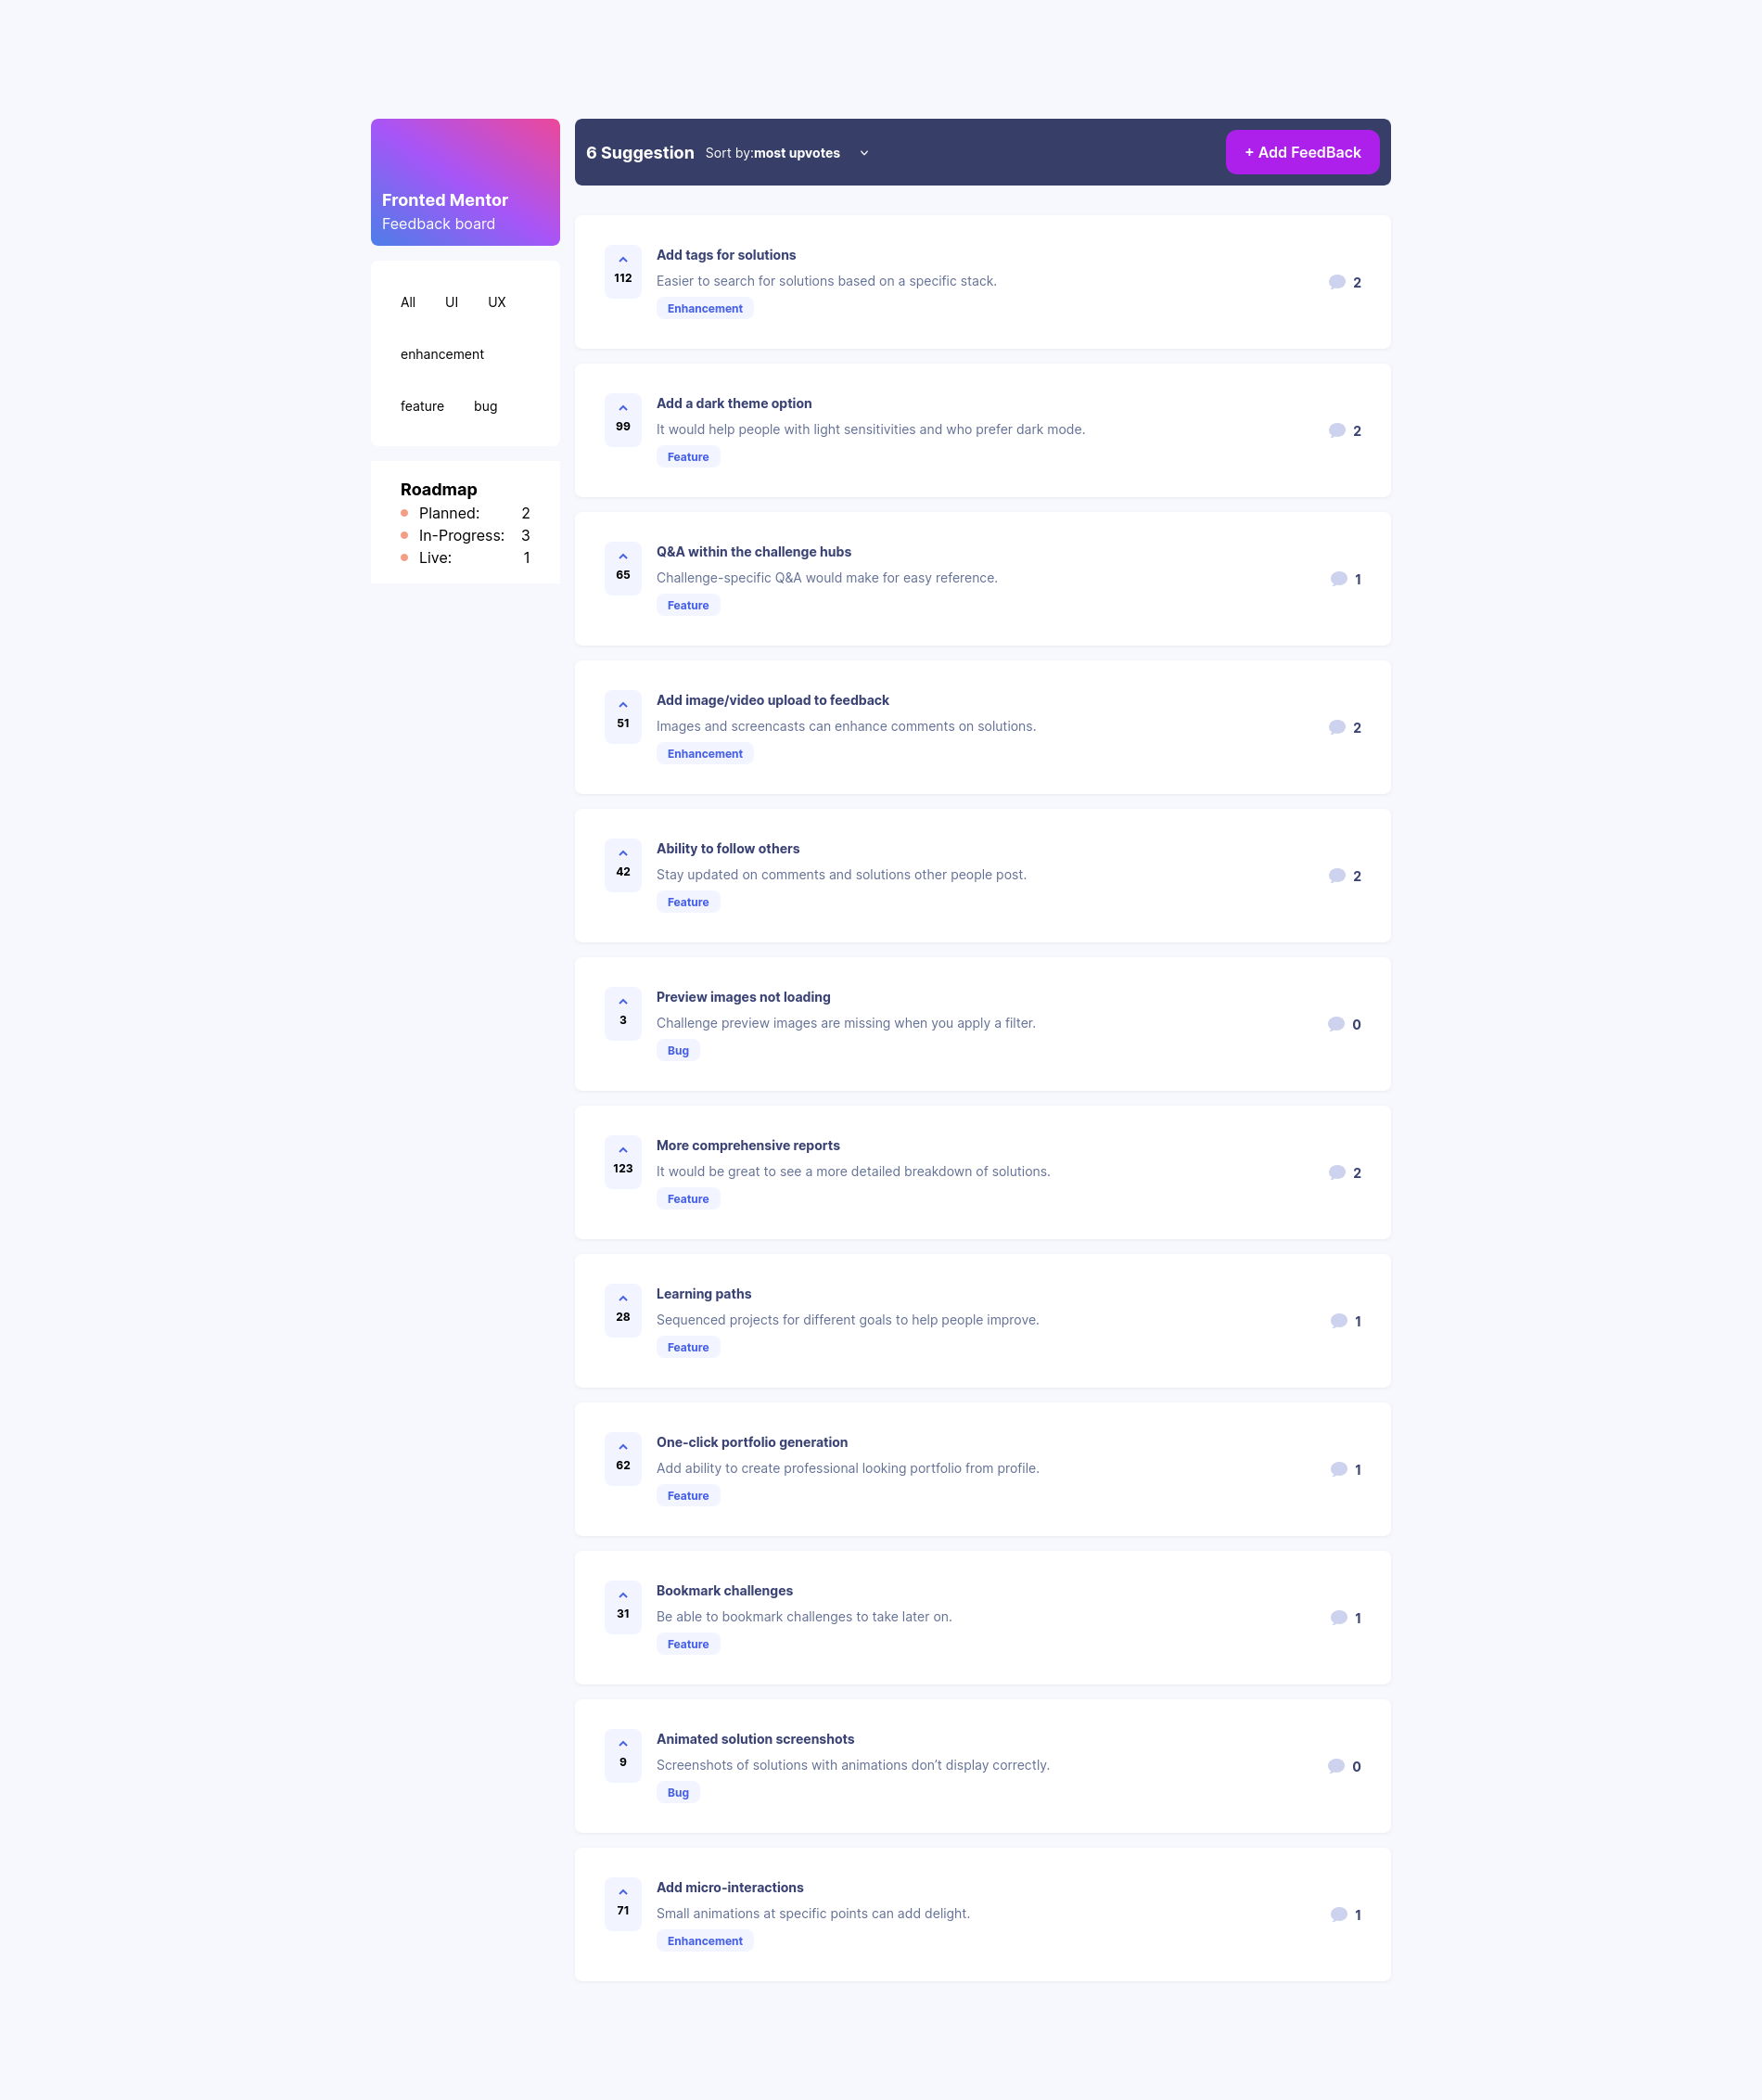 Fronted Mentor
Feedback board
All UI UX
enhancement
feature bug
Roadmap
Planned: 2
In-Progress: 3
Live: 1
6 Suggestion Sort by:most upvotes + Add FeedBack
Add tags for solutions
112
Easier to search for solutions based on a specific stack.
2
Enhancement
Add a dark theme option
99
It would help people with light sensitivities and who prefer dark mode.
2
Feature
Q&A within the challenge hubs
65
Challenge-specific Q&A would make for easy reference.
1
Feature
Add image/video upload to feedback
51
Images and screencasts can enhance comments on solutions.
2
Enhancement
Ability to follow others
42
Stay updated on comments and solutions other people post.
2
Feature
Preview images not loading
3
Challenge preview images are missing when you apply a filter.
0
Bug
More comprehensive reports
123
It would be great to see a more detailed breakdown of solutions.
2
Feature
Learning paths
28
Sequenced projects for different goals to help people improve.
1
Feature
One-click portfolio generation
62
Add ability to create professional looking portfolio from profile.
1
Feature
Bookmark challenges
31
Be able to bookmark challenges to take later on.
1
Feature
Animated solution screenshots
9
Screenshots of solutions with animations don’t display correctly.
0
Bug
Add micro-interactions
71
Small animations at specific points can add delight.
1
Enhancement